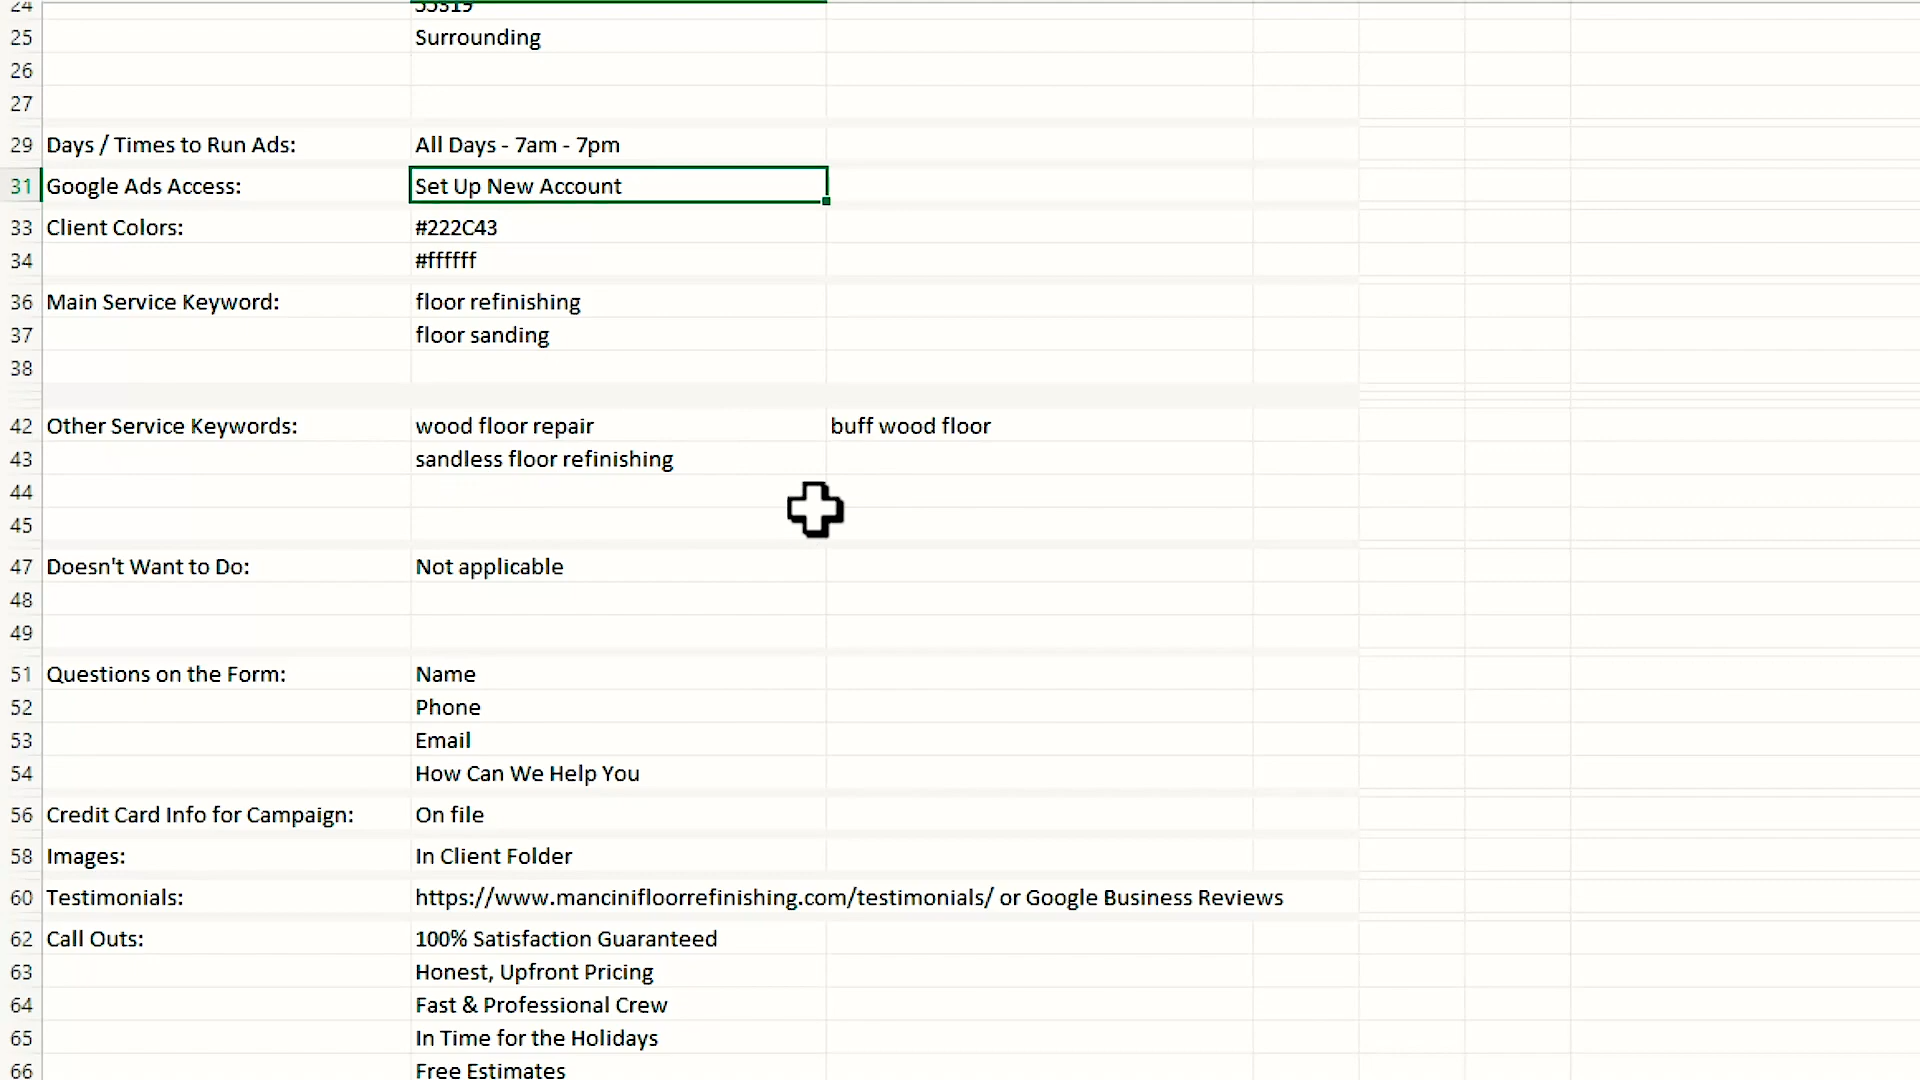 24 55319
25 Surrounding
26
27
29 Days / Times to Run Ads: All Days - 7am - 7pm
31 Google Ads Access: Set Up New Account
33 Client Colors: #222C43
34 #ffffff
36 Main Service Keyword: floor refinishing
37 floor sanding
38
42 Other Service Keywords: wood floor repair buff wood floor
43 sandless floor refinishing
44
45
47 Doesn't Want to Do: Not applicable
48
49
51 Questions on the Form: Name
52 Phone
53 Email
54 How Can We Help You
56 Credit Card Info for Campaign: On file
58 Images: In Client Folder
60 Testimonials: https://www.mancinifloorrefinishing.com/testimonials/ or Google Business Reviews
62 Call Outs: 100% Satisfaction Guaranteed
63 Honest, Upfront Pricing
64 Fast & Professional Crew
65 In Time for the Holidays
66 Free Estimates